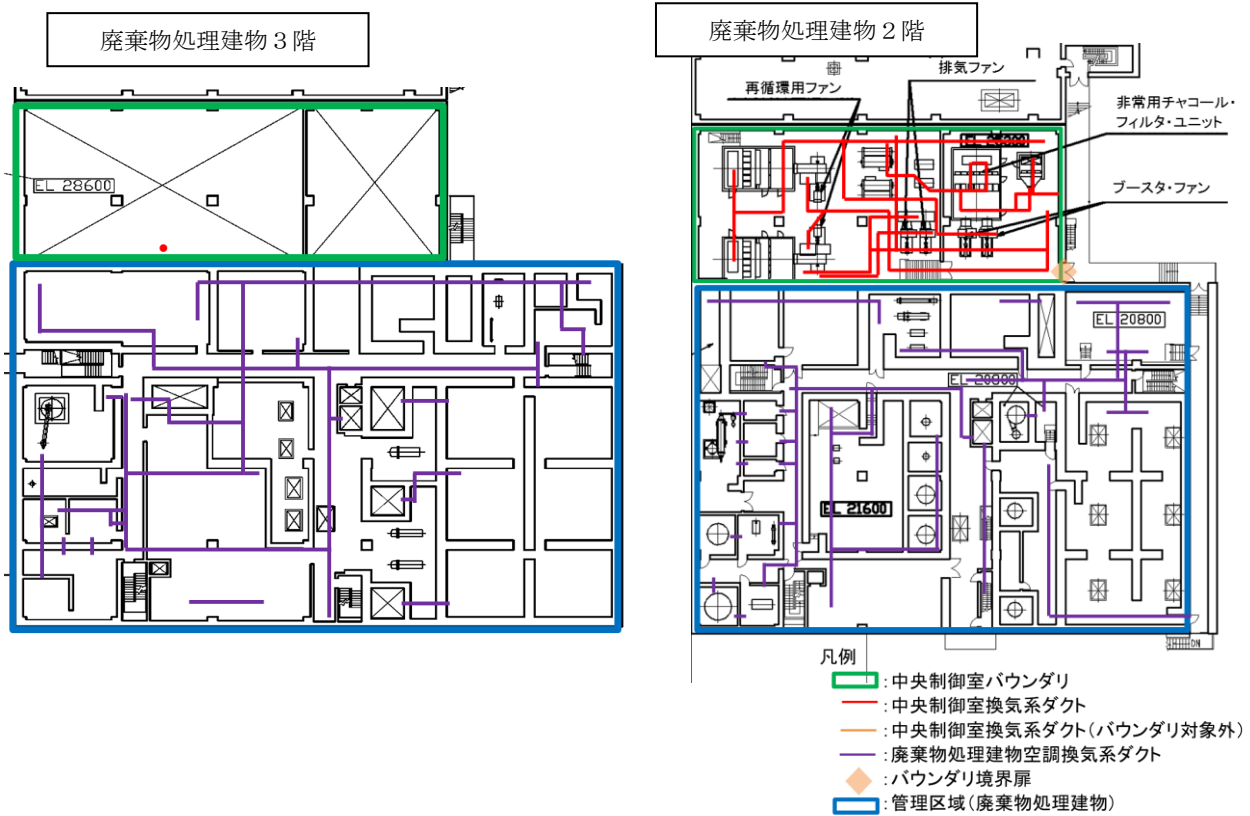 廃棄物処理建物３階
廃棄物処理建物２階
再循環用ファン
排気ファン
非常用チャコール・
フィルタ・ユニット
ブースタ・ファン
EL 28600
EL 20800
EL 20800
EL 21600
DN
凡例
：中央制御室バウンダリ
：中央制御室換気系ダクト
：中央制御室換気系ダクト(バウンダリ対象外)
：廃棄物処理建物空調換気系ダクト
：バウンダリ境界扉
：管理区域(廃棄物処理建物)